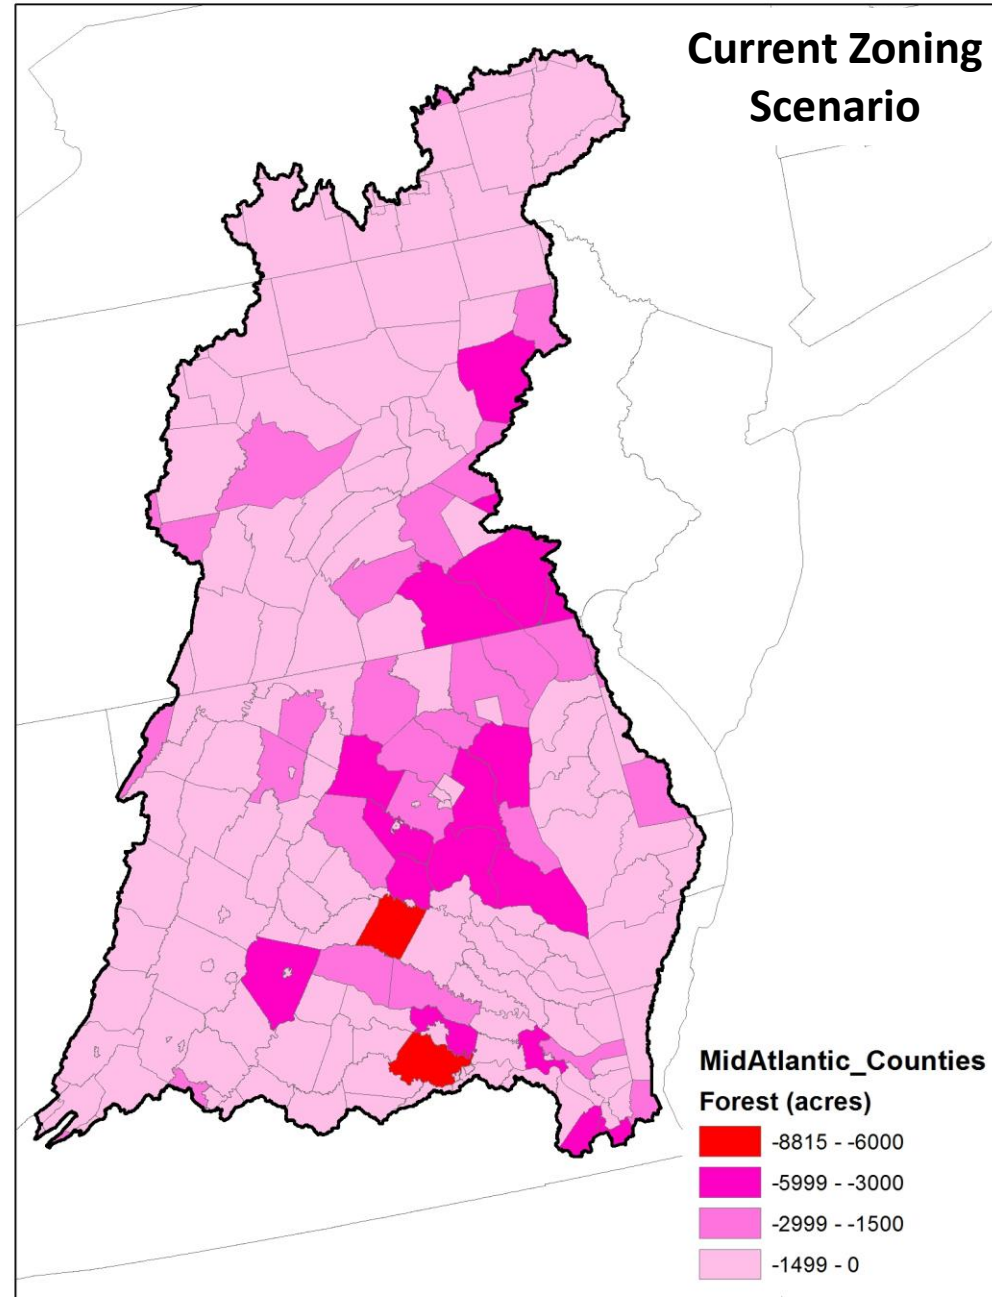 Current Zoning
Scenario
MidAtlantic_Counties
Forest (acres)
-8815 - -6000
-5999 - -3000
-2999 - -1500
-1499 - 0